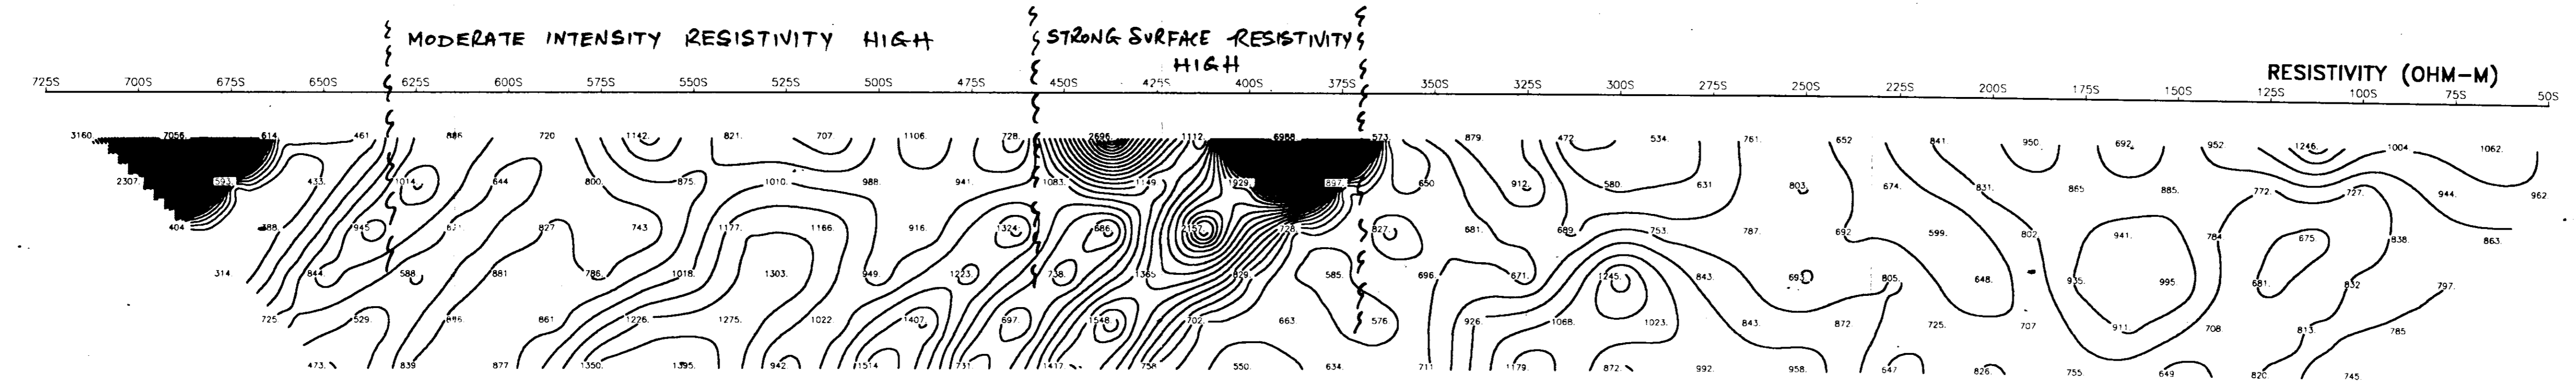 MODERATE INTENSITY RESISTIVITY HIGH
STRONG SURFACE RESISTIVITY
HIGH
RESISTIVITY (OHM-M)
725S 700S 675S 650S 625S 600S 575S 550S 525S 500S 475S 450S 425S 400S 375S 350S 325S 300S 275S 250S 225S 200S 175S 150S 125S 100S 75S 50S
3160. 7056. 614. 461. 886. 720 1142. 821. 707. 1106. 728. 2696. 1112. 6988. 573. 879. 472. 534. 761. 652 841. 950. 692. 952. 1246. 1004 1062.
2307. 593. 433. 1014. 644 800. 875. 1010. 988. 941. 1083. 1149. 1929. 897. 650 912. 580. 631 803. 674. 831. 865 885. 772. 727. 944. 962.
404 388. 945. 827 743 1177. 1166. 916. 1324. 686. 2157. 728. 827. 681. 689. 753. 787. 692 599. 802. 941. 784 675. 838. 863.
314 844. 588 881 786. 1018. 1303. 949. 1223. 738. 1365. 829. 585. 696. 671. 1245. 843. 693. 805. 648. 935. 995. 681. 832 797.
725. 529. 816. 861 1226. 1275. 1022 1407. 697. 1548. 702. 663. 576 926. 1068. 1023. 843. 872. 725. 707 911. 708 813. 785
473. 839 877 1350. 1395. 942 1514 731. 1417. 758 550. 634. 711 1179. 872. 992. 958. 647 826. 755. 649 820. 745.